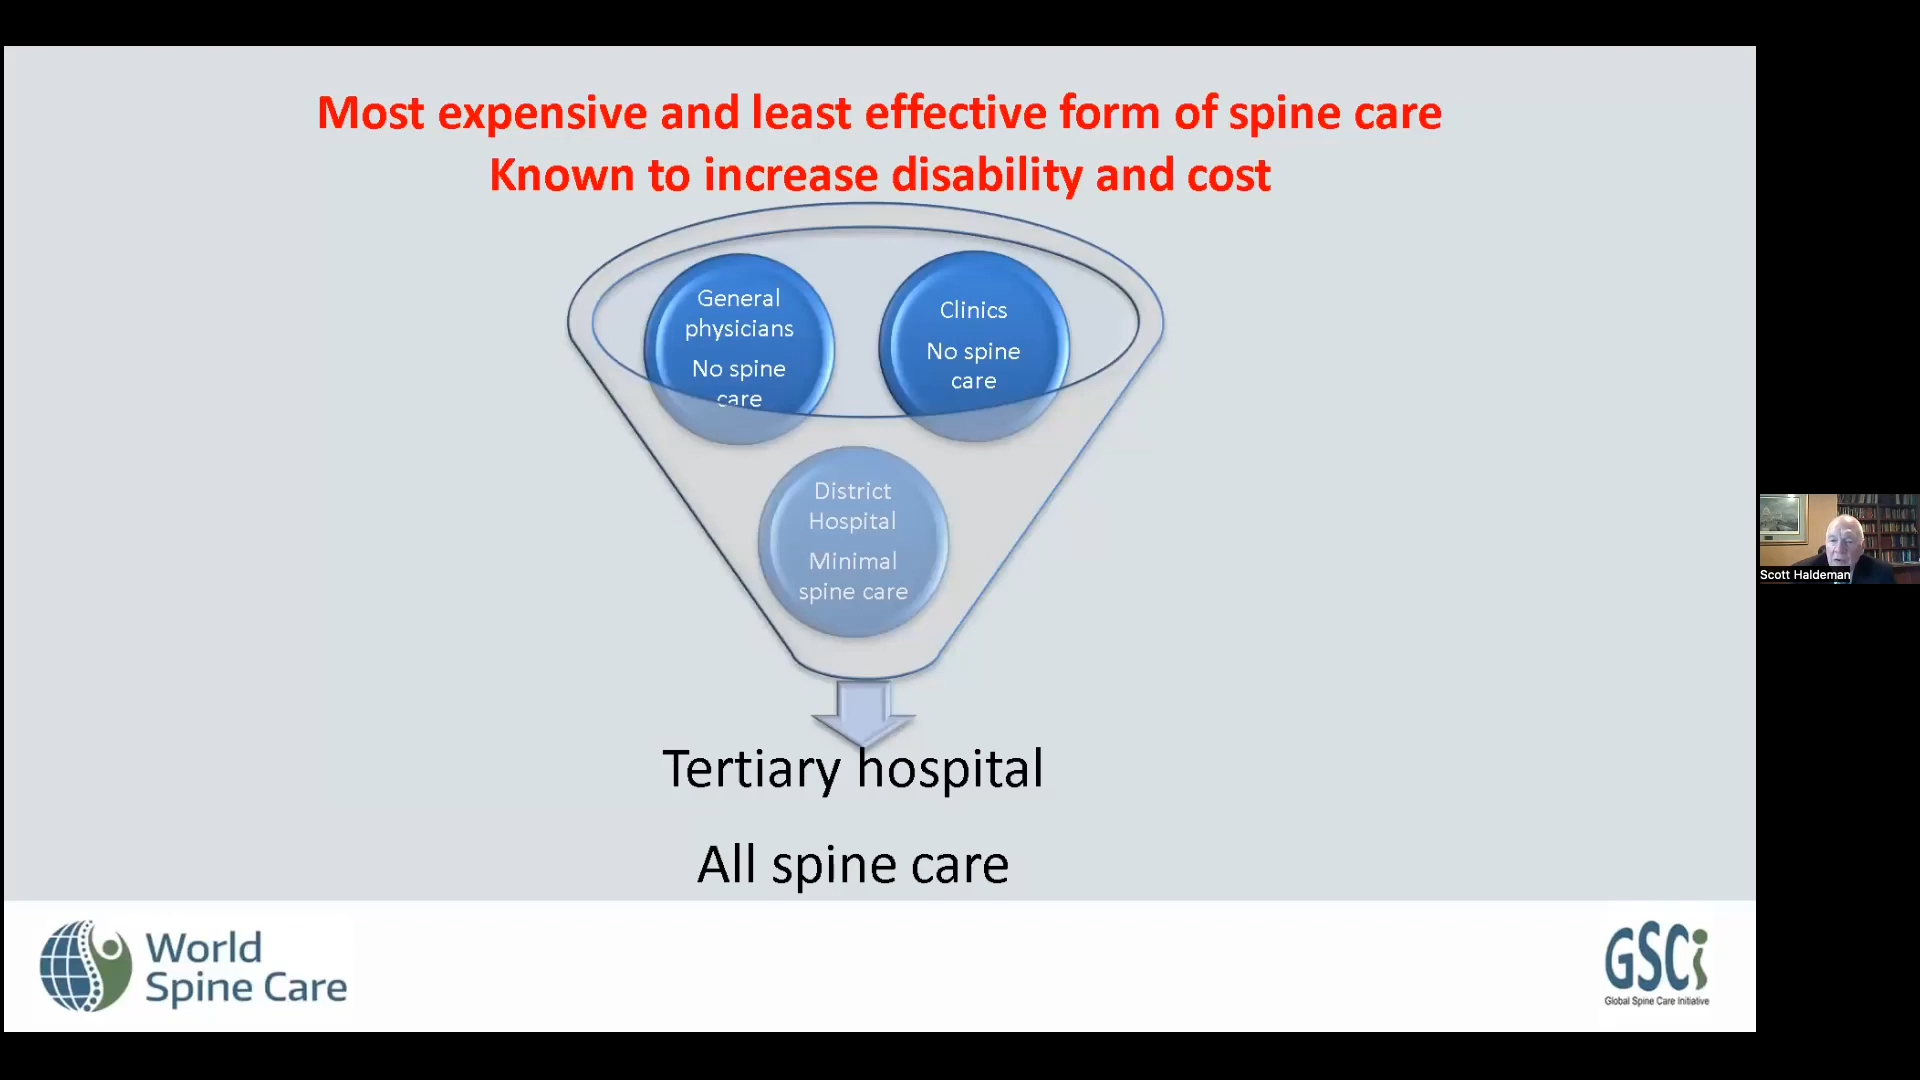 Most expensive and least effective form of spine care
Known to increase disability and cost
General
physicians
No spine
care
Clinics
No spine
care
District
Hospital
Minimal
spine care
Tertiary hospital
All spine care
Scott Haldeman
World
Spine Care
GSCi
Global Spine Care Initiative